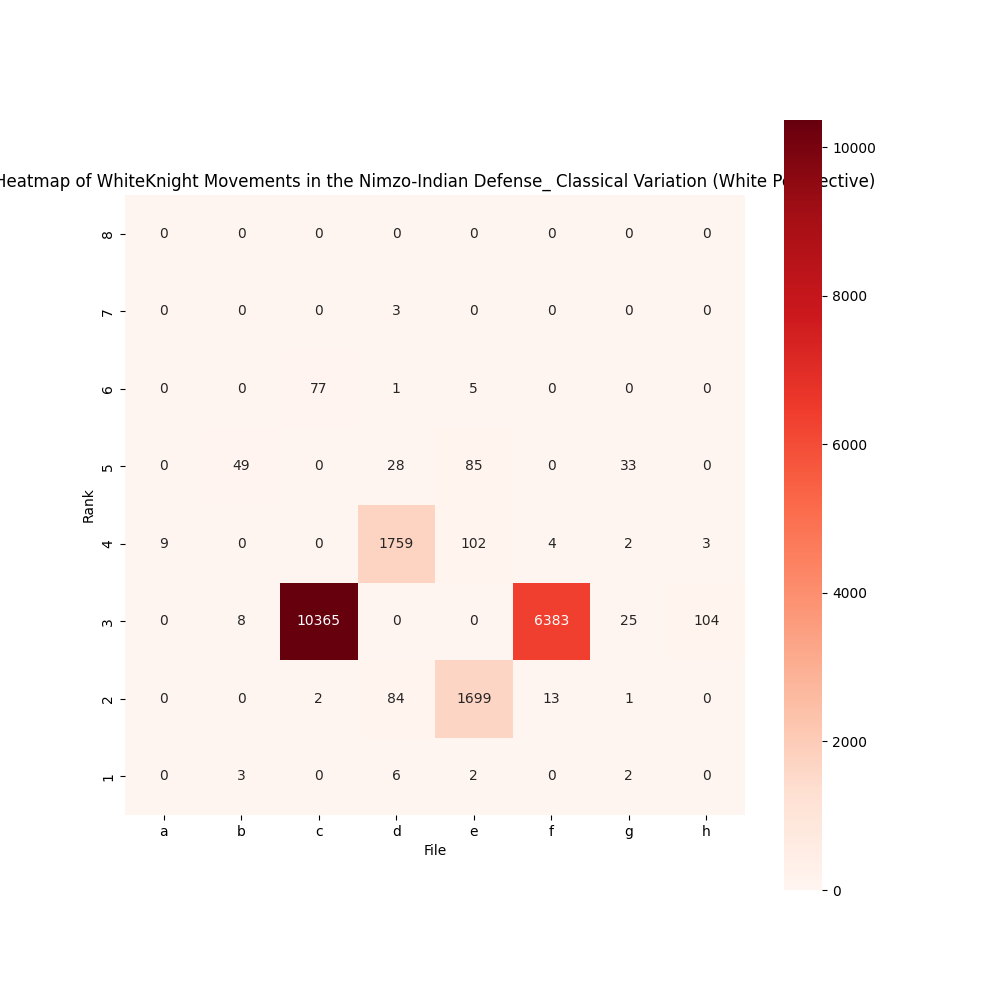 Heatmap of WhiteKnight Movements in the Nimzo-Indian Defense_ Classical Variation (White P ective)
10000
8000
6000
4000
2000
0
Rank
8 0 0 0 0 0 0 0 0
7 0 0 0 3 0 0 0 0
6 0 0 77 1 5 0 0 0
5 0 49 0 28 85 0 33 0
4 9 0 0 1759 102 4 2 3
3 0 8 10365 0 0 6383 25 104
2 0 0 2 84 1699 13 1 0
1 0 3 0 6 2 0 2 0
a b c d e f g h
File